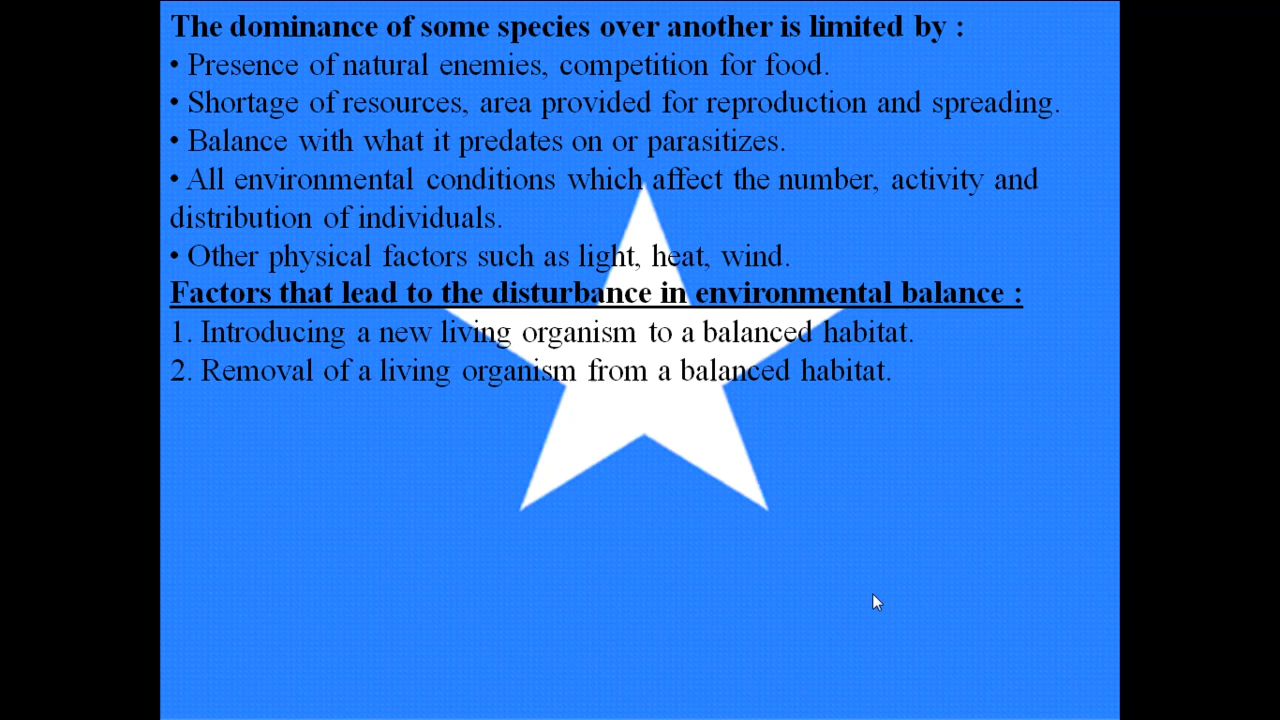 The dominance of some species over another is limited by :
• Presence of natural enemies, competition for food.
• Shortage of resources, area provided for reproduction and spreading.
• Balance with what it predates on or parasitizes.
• All environmental conditions which affect the number, activity and
distribution of individuals.
• Other physical factors such as light, heat, wind.
Factors that lead to the disturbance in environmental balance :
1. Introducing a new living organism to a balanced habitat.
2. Removal of a living organism from a balanced habitat.